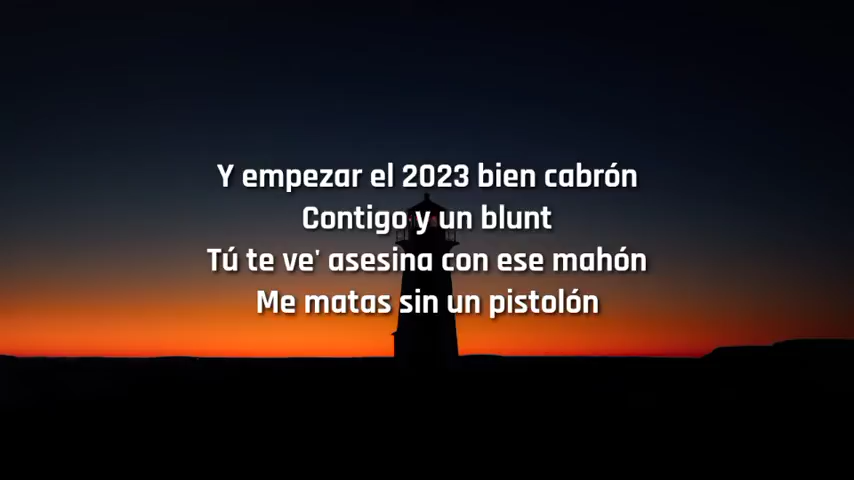 Y empezar el 2023 bien cabrón
Contigo y un blunt
Tú te ve' asesina con ese mahón
Me matas sin un pistolón